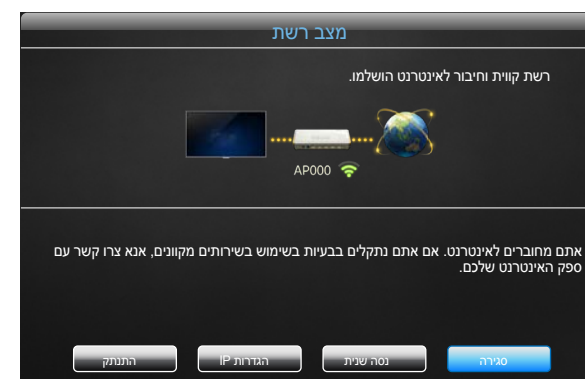 מצב רשת
רשת קווית וחיבור לאינטרנט הושלמו.
AP000
אתם מחוברים לאינטרנט. אם אתם נתקלים בבעיות בשימוש בשירותים מקוונים, אנא צרו קשר עם
ספק האינטרנט שלכם.
סגירה
נסה שנית
הגדרות IP
התנתק